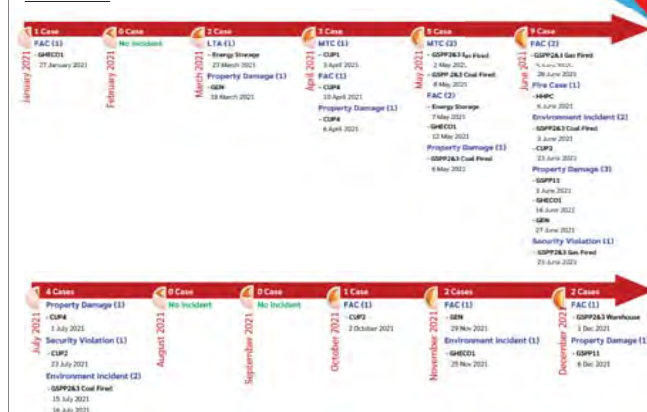 January 2021
1 Case
FAC (1)
- GHECO1
27 January 2021
February 2021
0 Case
No Incident
March 2021
2 Case
LTA (1)
- Energy Storage
23 March 2021
Property Damage (1)
- GEN
18 March 2021
April 2021
3 Case
MTC (1)
- CUP1
3 April 2021
FAC (1)
- CUP4
10 April 2021
Property Damage (1)
- CUP4
6 April 2021
May 2021
5 Case
MTC (2)
- GSPP2&3 Gas Fired
2 May 2021
- GSPP 2&3 Coal Fired
8 May 2021
FAC (2)
- Energy Storage
7 May 2021
- GHECO1
12 May 2021
Property Damage (1)
- GSPP2&3 Coal Fired
6 May 2021
June 2021
9 Case
FAC (2)
- GSPP2&3 Gas Fired
28 June 2021
Fire Case (1)
- HHPC
6 June 2021
Environment Incident (2)
- GSPP2&3 Coal Fired
3 June 2021
- CUP2
23 June 2021
Property Damage (3)
- GSPP11
3 June 2021
- GHECO1
14 June 2021
- GEN
27 June 2021
Security Violation (1)
- GSPP2&3 Gas Fired
23 June 2021
July 2021
4 Cases
Property Damage (1)
- CUP4
1 July 2021
Security Violation (1)
- CUP2
23 July 2021
Environment Incident (2)
- GSPP2&3 Coal Fired
15 July 2021
16 July 2021
August 2021
0 Case
No Incident
September 2021
0 Case
No Incident
October 2021
1 Case
FAC (1)
- CUP2
2 October 2021
November 2021
2 Cases
FAC (1)
- GEN
29 Nov 2021
Environment Incident (1)
- GHECO1
25 Nov 2021
December 2021
2 Cases
FAC (1)
- GSPP2&3 Warehouse
1 Dec 2021
Property Damage (1)
- GSPP11
6 Dec 2021